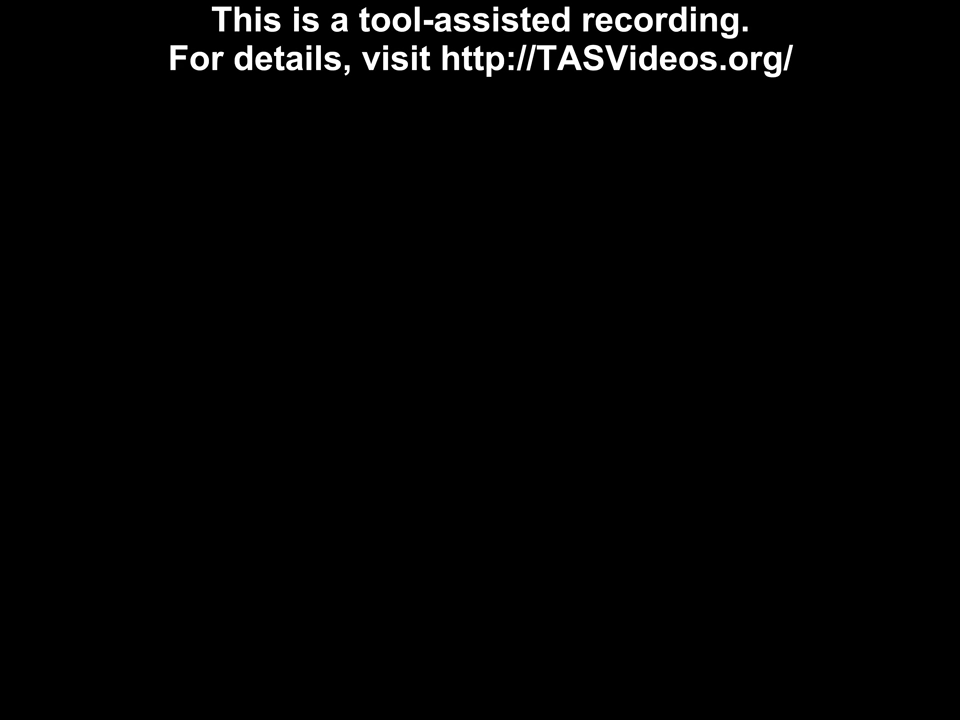 This is a tool-assisted recording.
For details, visit http://TASVideos.org/